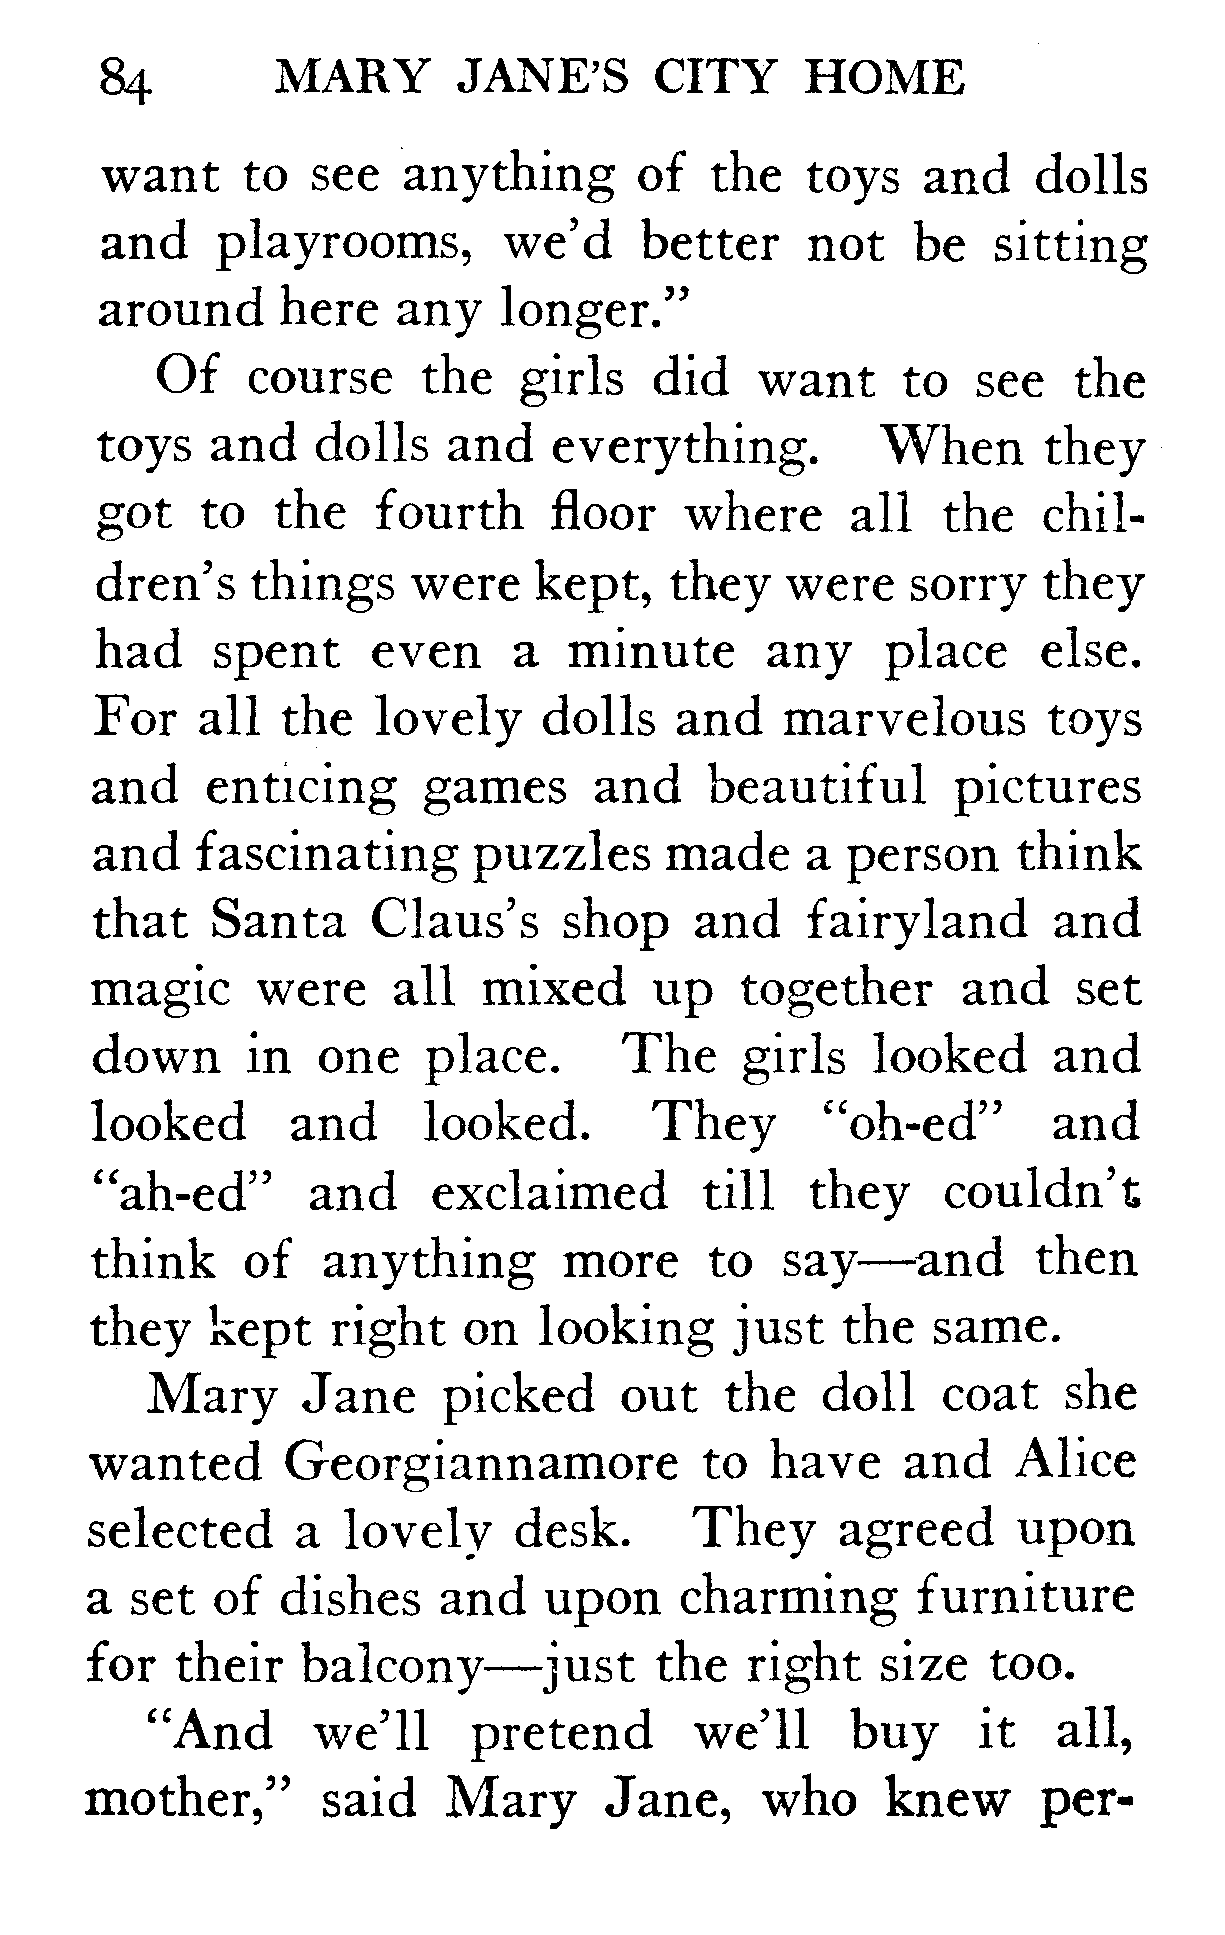 84 MARY JANE'S CITY HOME
want to see anything of the toys and dolls
and playrooms, we'd better not be sitting
around here any longer.”
Of course the girls did want to see the
toys and dolls and everything. When they
got to the fourth floor where all the chil-
dren's things were kept, they were sorry they
had spent even a minute any place else.
For all the lovely dolls and marvelous toys
and enticing games and beautiful pictures
and fascinating puzzles made a person think
that Santa Claus's shop and fairyland and
magic were all mixed up together and set
down in one place. The girls looked and
looked and looked. They “oh-ed” and
“ah-ed” and exclaimed till they couldn't
think of anything more to say—and then
they kept right on looking just the same.
Mary Jane picked out the doll coat she
wanted Georgiannamore to have and Alice
selected a lovely desk. They agreed upon
a set of dishes and upon charming furniture
for their balcony—just the right size too.
“And we'll pretend we'll buy it all,
mother,” said Mary Jane, who knew per-